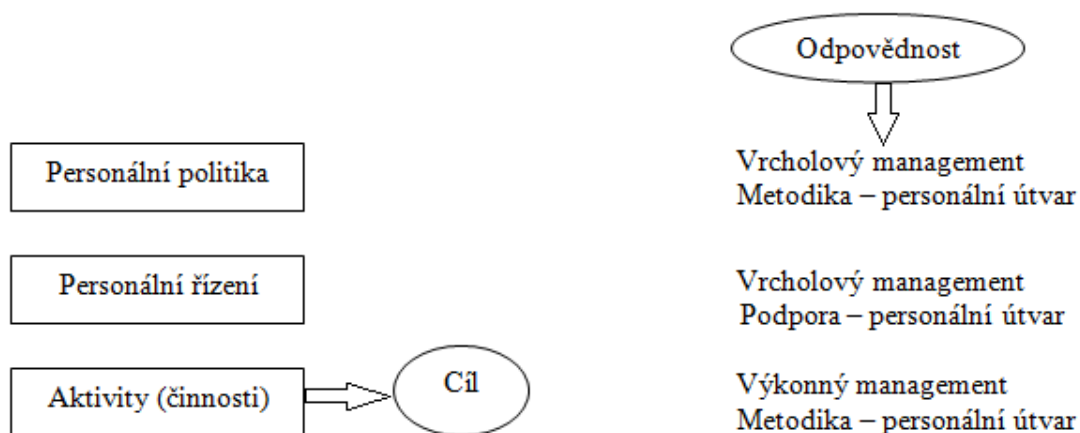 Odpovědnost
Personální politika
Vrcholový management
Metodika – personální útvar
Personální řízení
Vrcholový management
Podpora – personální útvar
Aktivity (činnosti)
Cíl
Výkonný management
Metodika – personální útvar